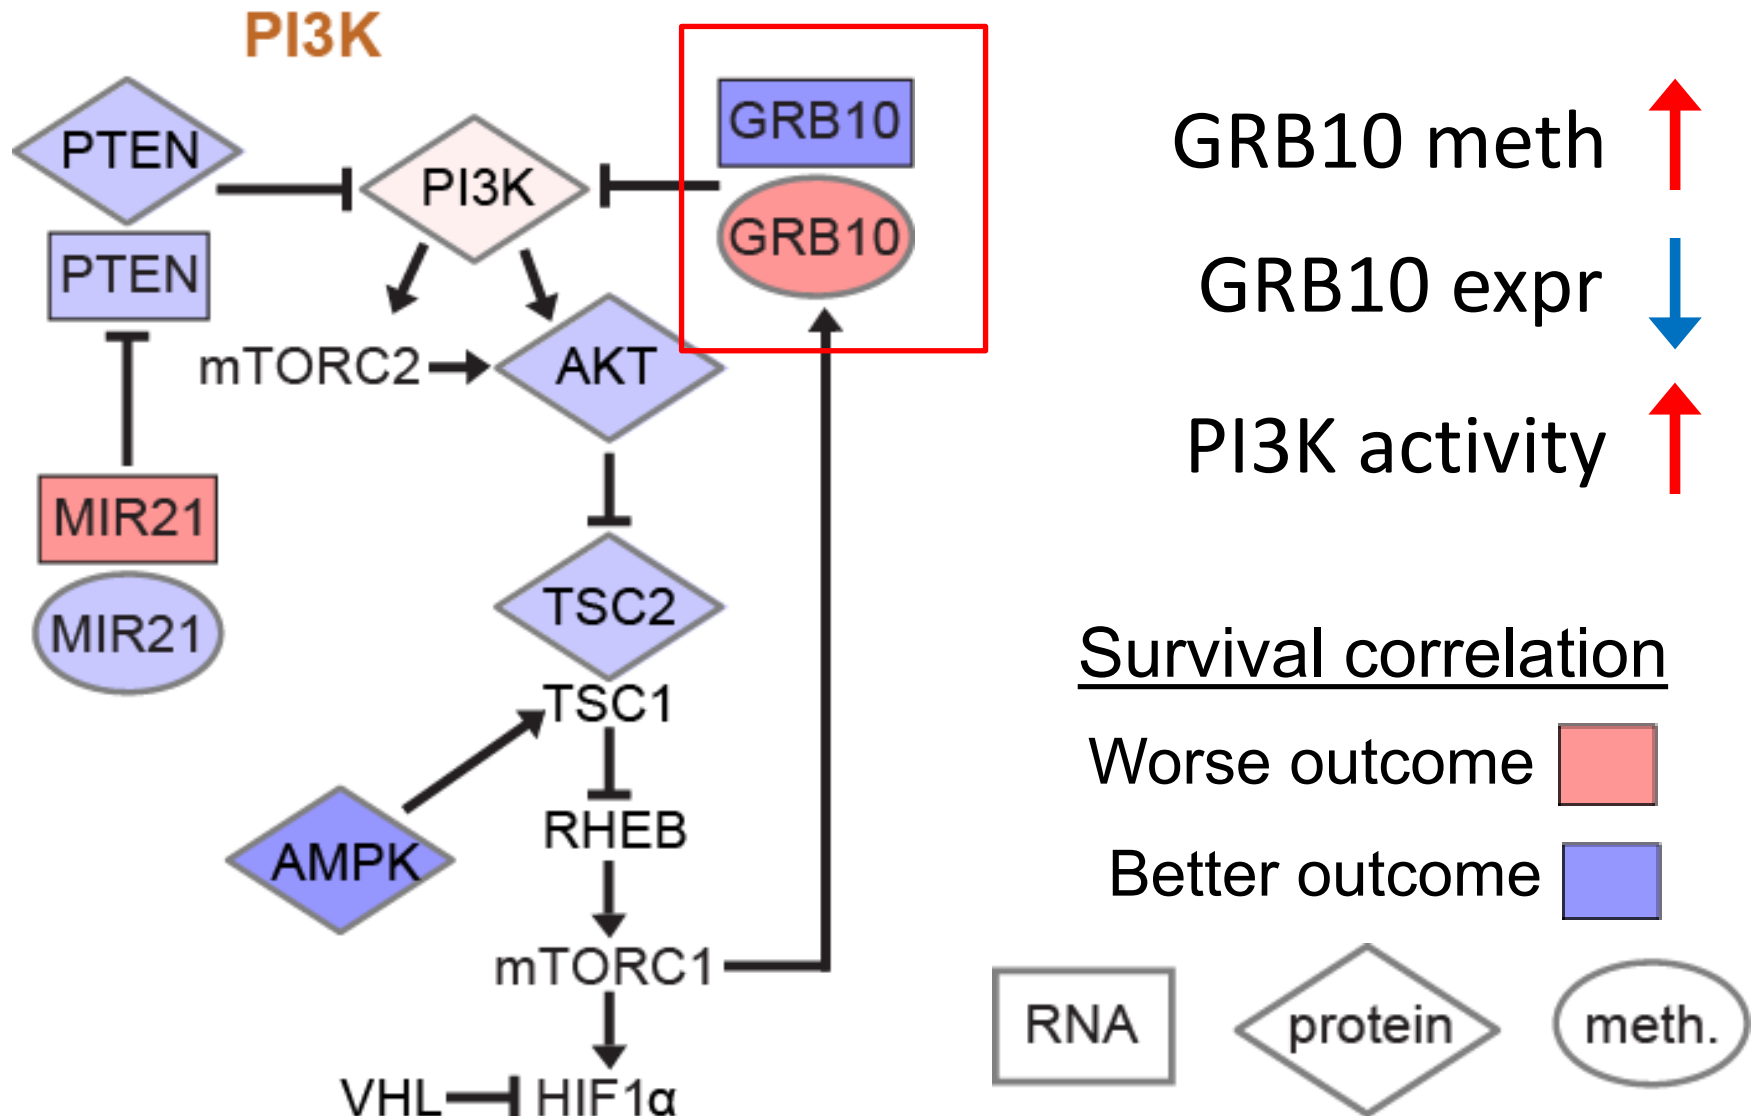 PI3K
PTEN
PTEN
PI3K
GRB10
GRB10
mTORC2
AKT
MIR21
MIR21
TSC2
TSC1
AMPK
RHEB
mTORC1
VHL
HIF1α
GRB10 meth
GRB10 expr
PI3K activity
Survival correlation
Worse outcome
Better outcome
RNA
protein
meth.